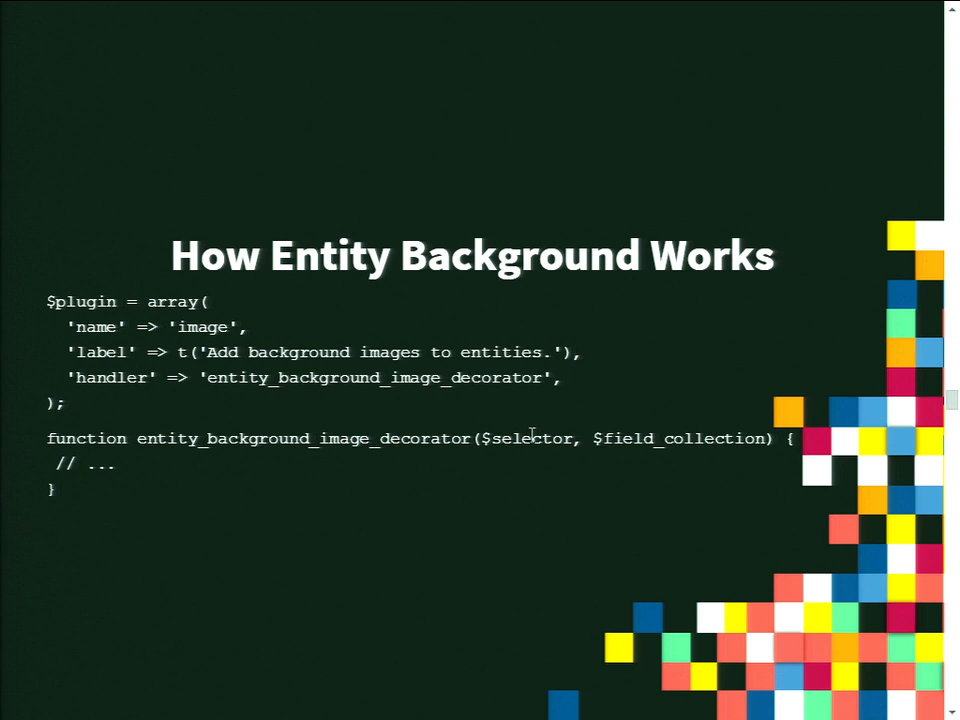 How Entity Background Works
$plugin = array(
'name' => 'image',
'label' => t('Add background images to entities.'),
'handler' => 'entity_background_image_decorator',
);
function entity_background_image_decorator($selector, $field_collection) {
// ...
}